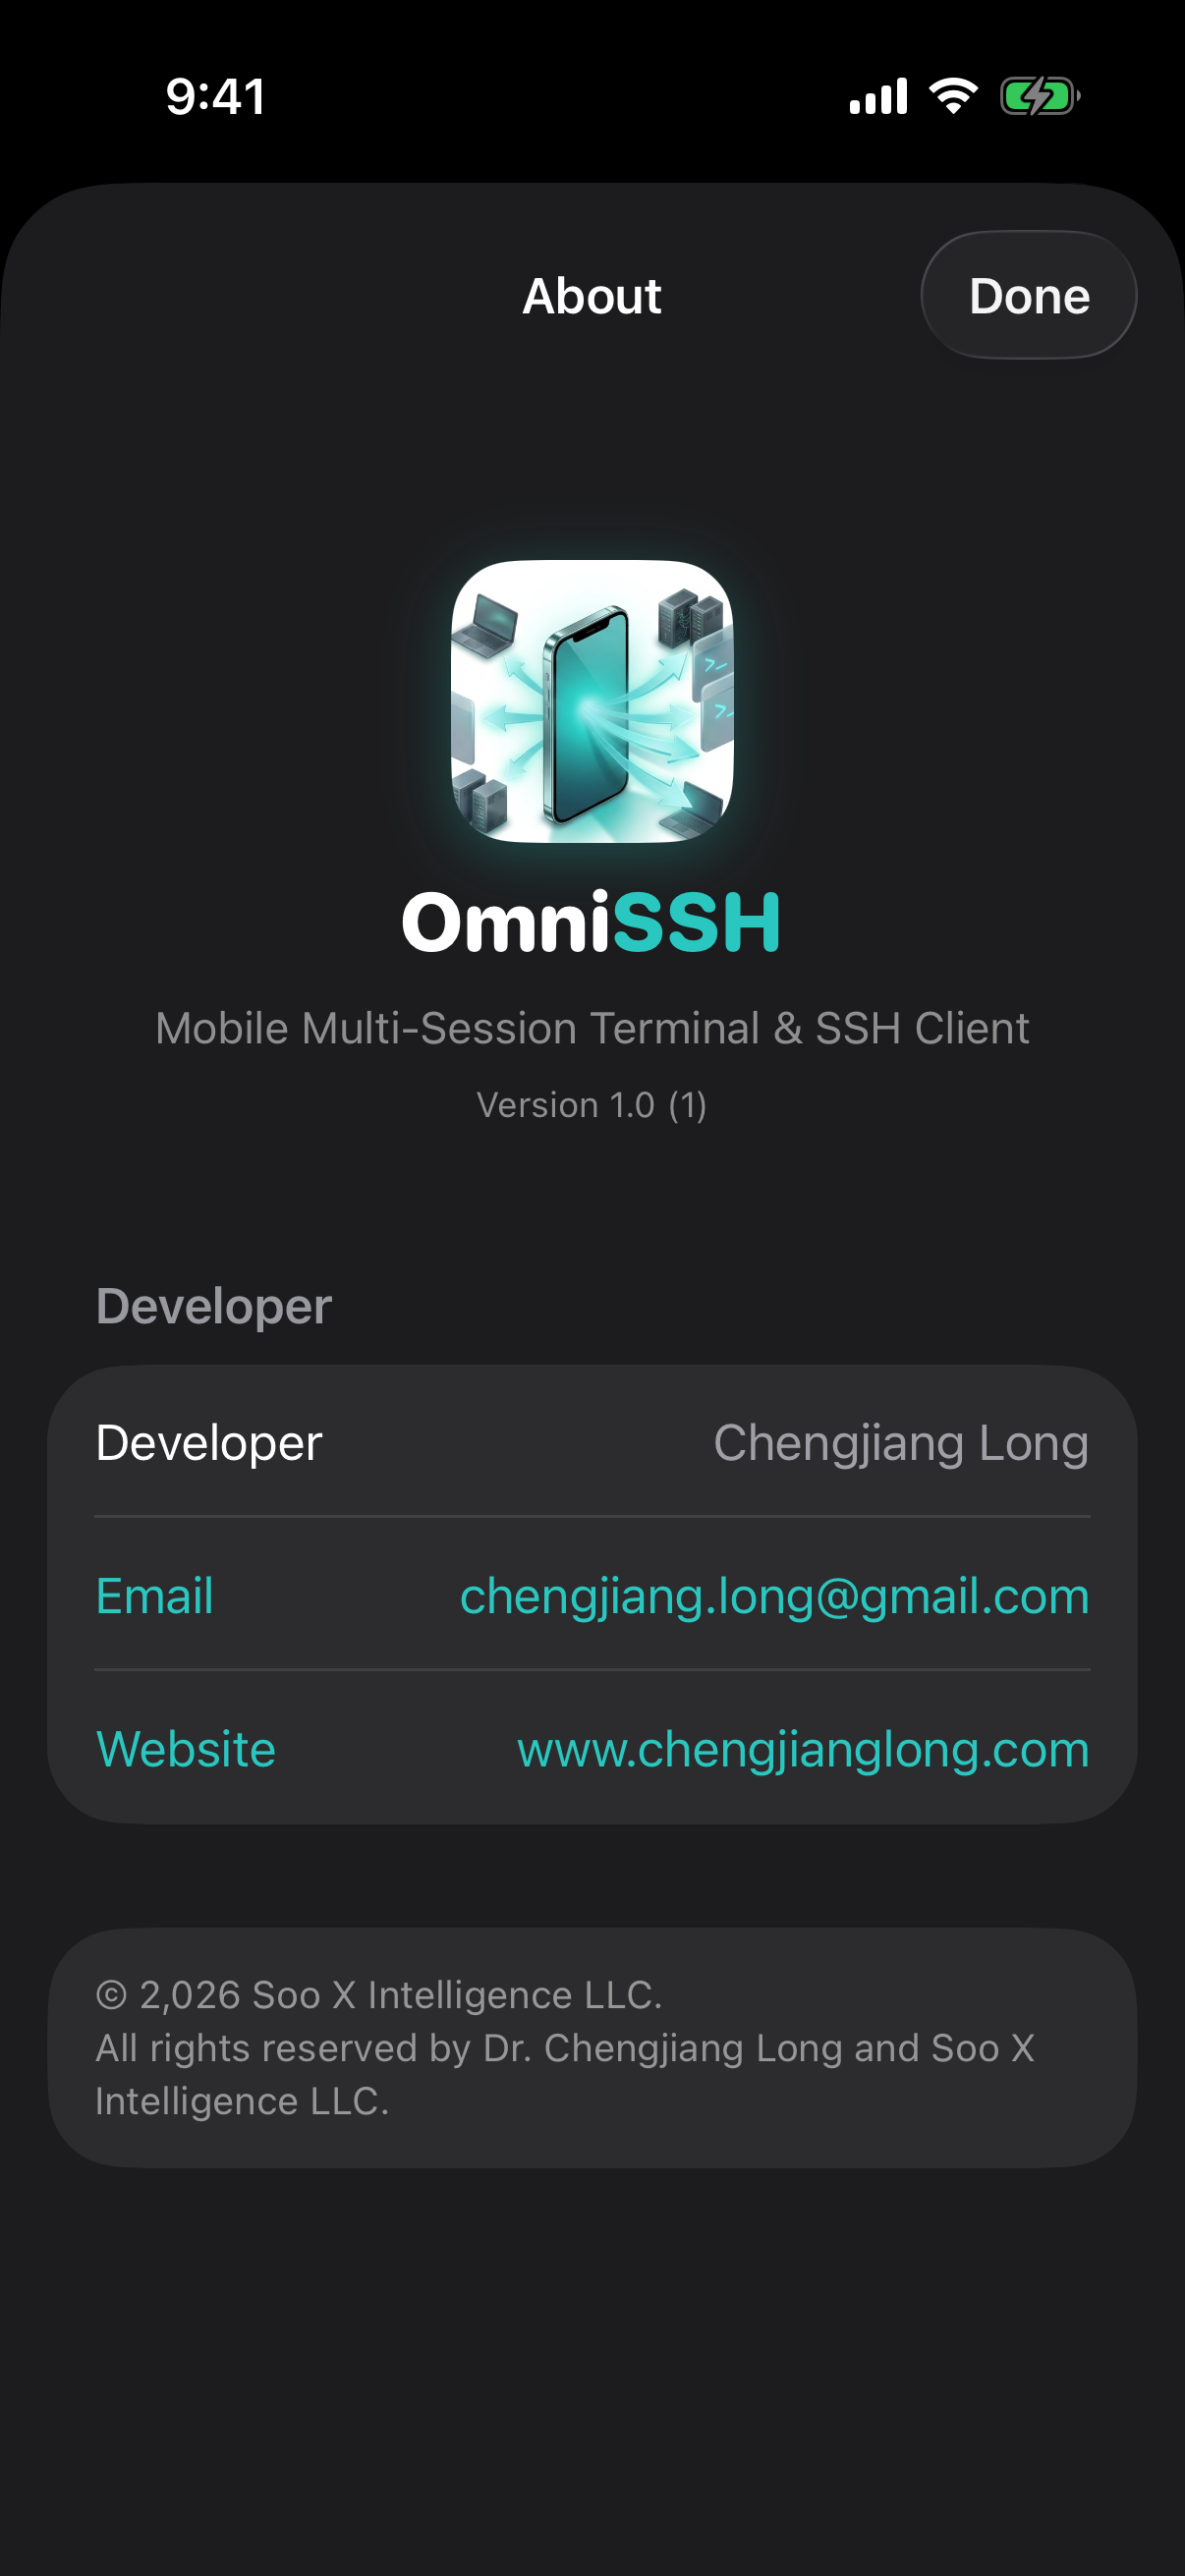 9:41
About
Done
>_
>_
OmniSSH
Mobile Multi-Session Terminal & SSH Client
Version 1.0 (1)
Developer
Developer
Chengjiang Long
Email
chengjiang.long@gmail.com
Website
www.chengjianglong.com
© 2,026 Soo X Intelligence LLC.
All rights reserved by Dr. Chengjiang Long and Soo X
Intelligence LLC.